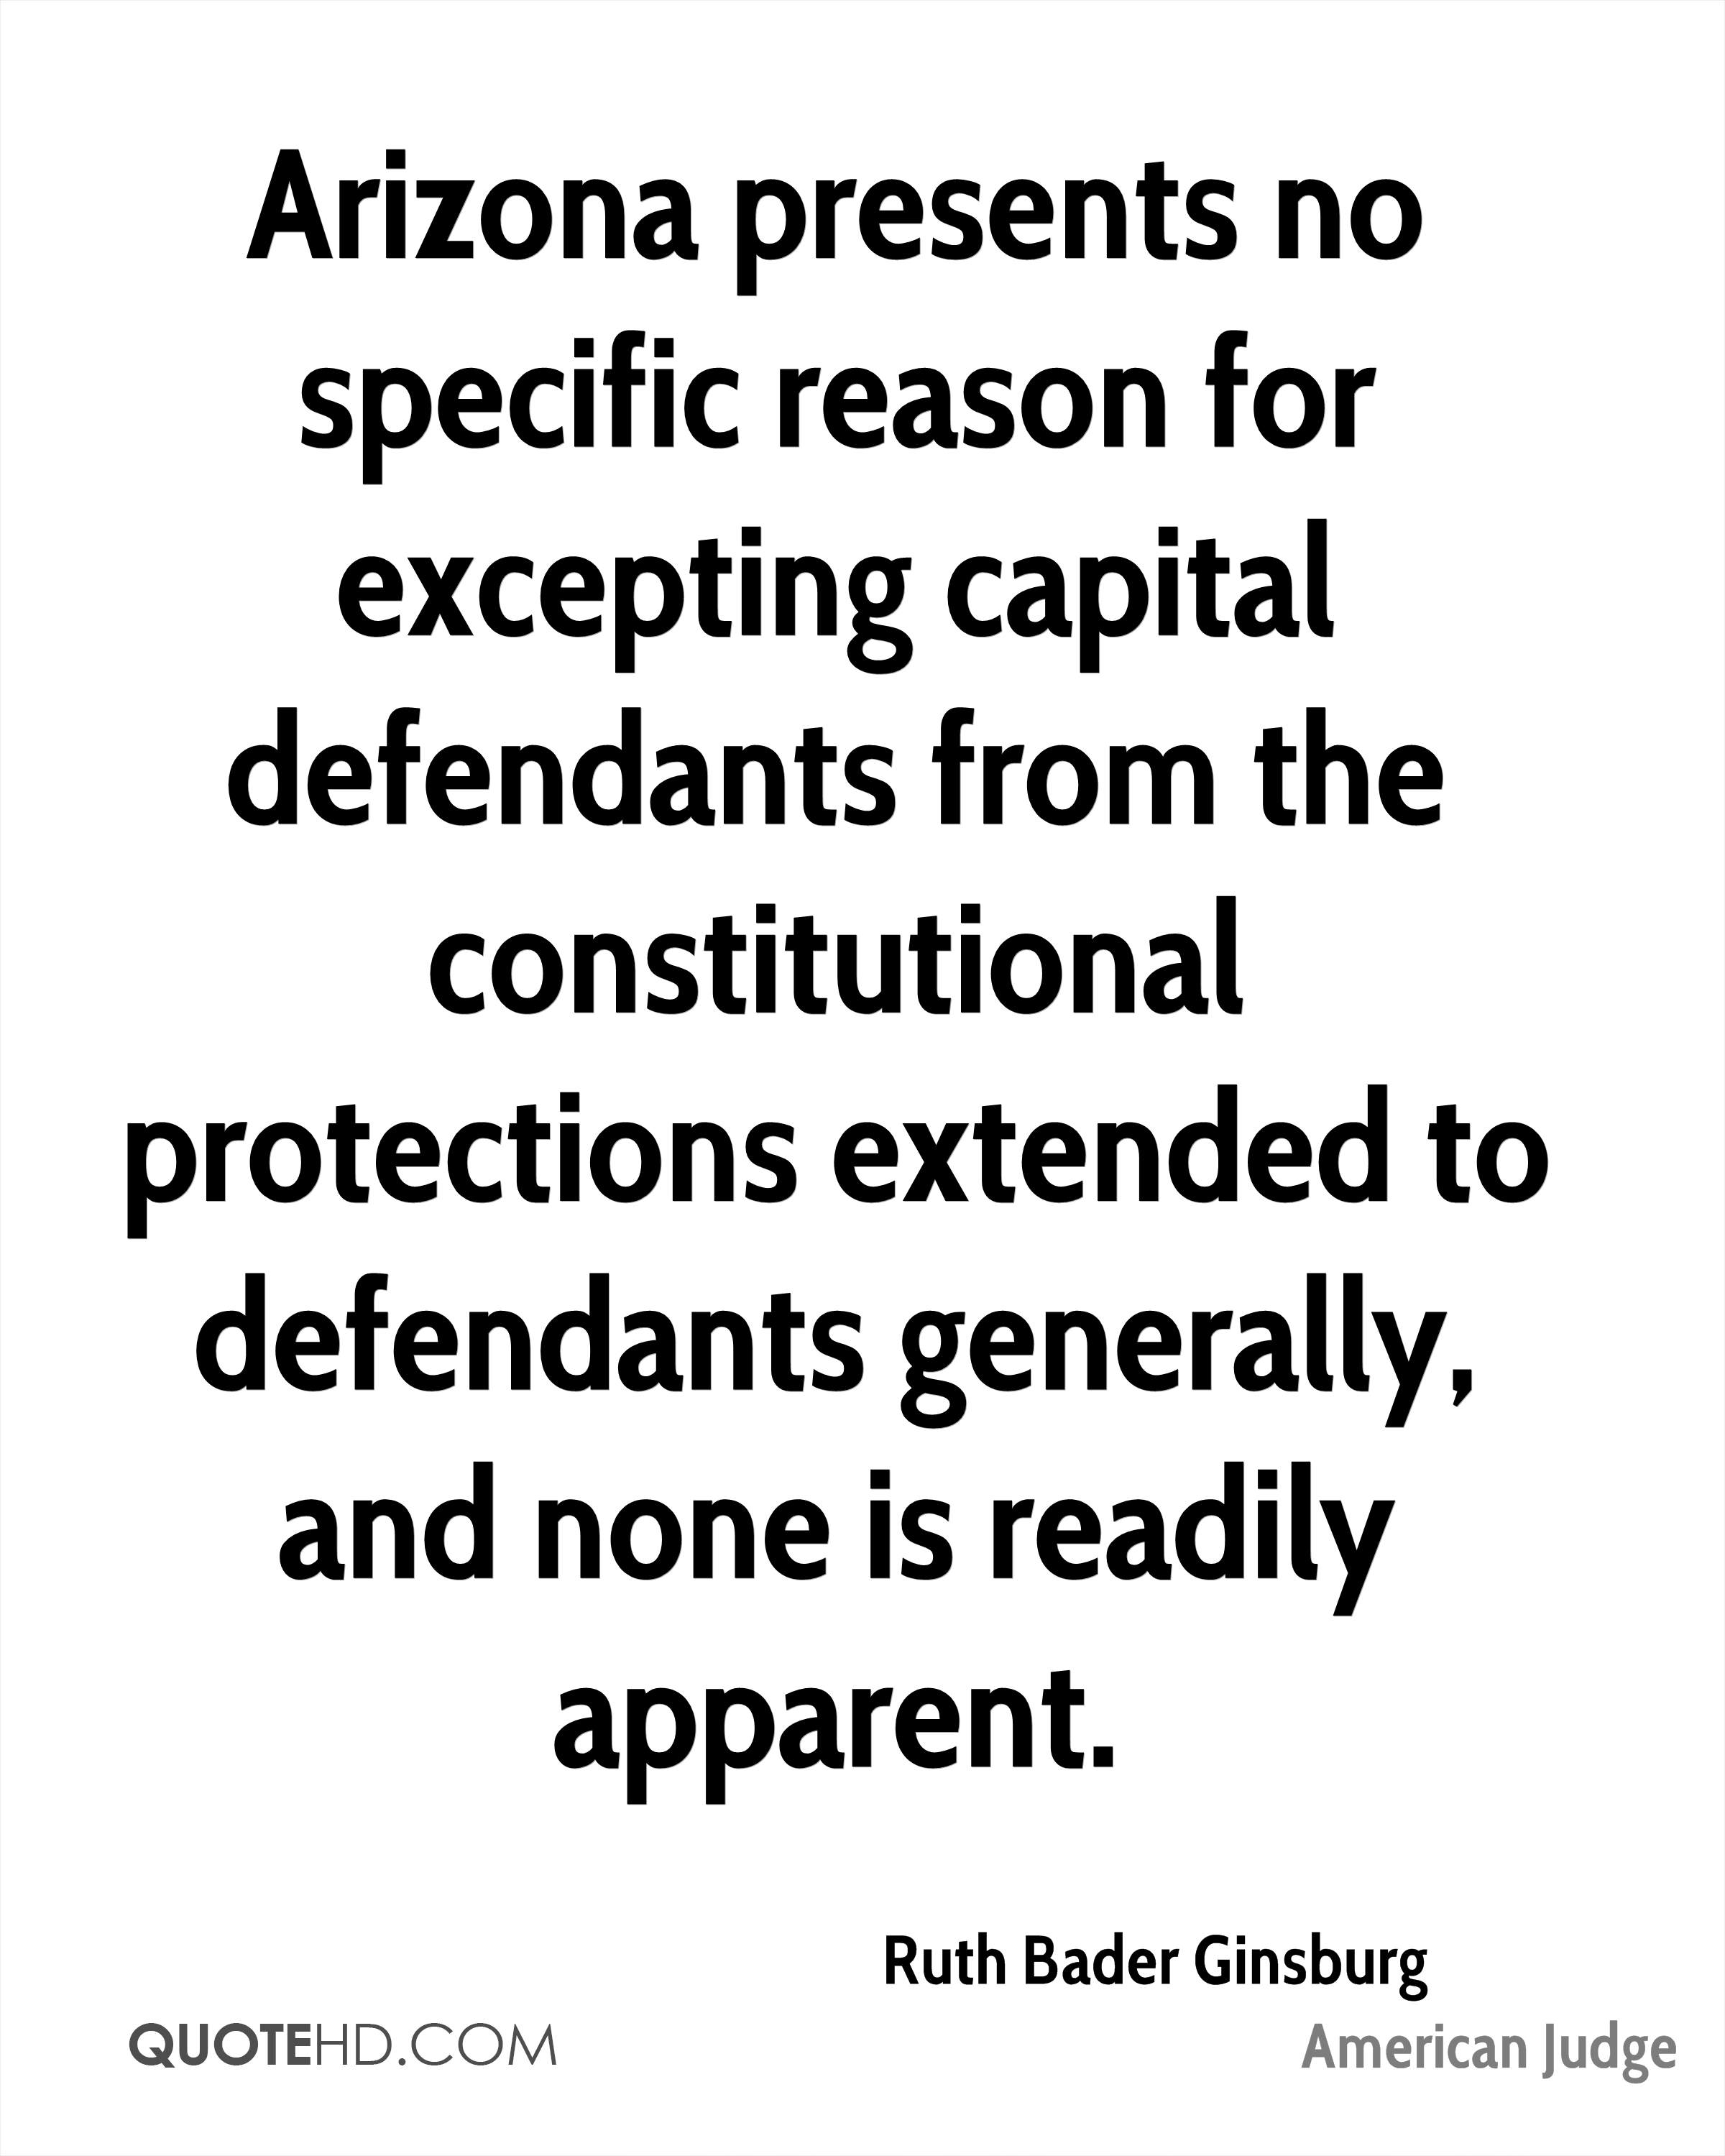 Arizona presents no
specific reason for
excepting capital
defendants from the
constitutional
protections extended to
defendants generally,
and none is readily
apparent.
Ruth Bader Ginsburg
QUOTEHD.COM
American Judge